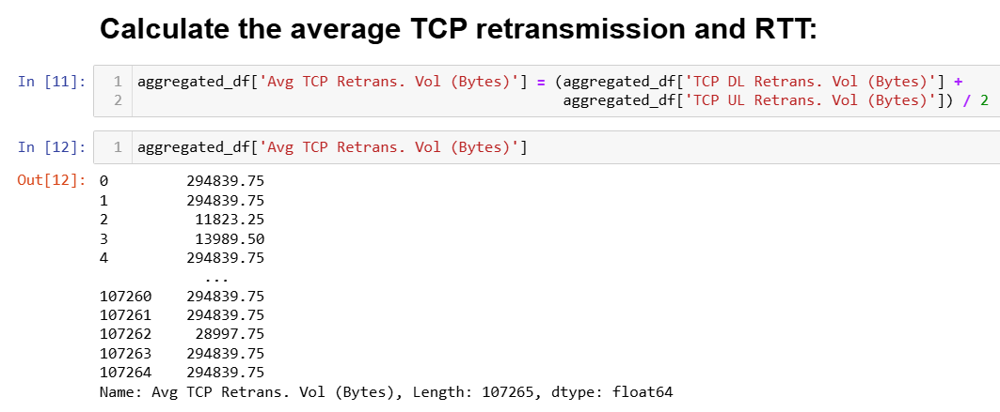 Calculate the average TCP retransmission and RTT:
In [11]: 1 aggregated_df['Avg TCP Retrans. Vol (Bytes)'] = (aggregated_df['TCP DL Retrans. Vol (Bytes)'] +
2 aggregated_df['TCP UL Retrans. Vol (Bytes)']) / 2
In [12]: 1 aggregated_df['Avg TCP Retrans. Vol (Bytes)']
Out[12]: 0 294839.75
1 294839.75
2 11823.25
3 13989.50
4 294839.75
...
107260 294839.75
107261 294839.75
107262 28997.75
107263 294839.75
107264 294839.75
Name: Avg TCP Retrans. Vol (Bytes), Length: 107265, dtype: float64